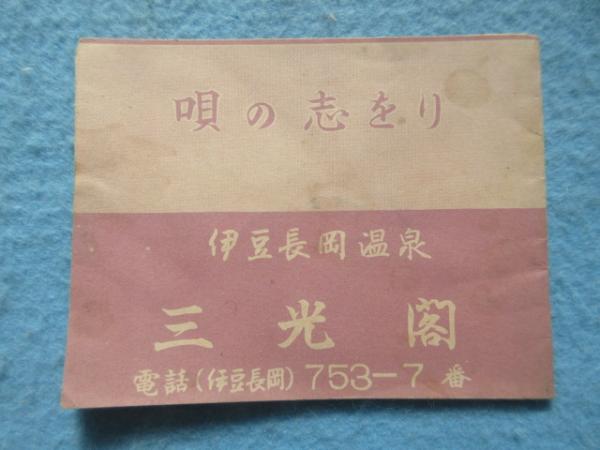 唄の志をり
伊豆長岡温泉
三光閣
電話(伊豆長岡)753-7番